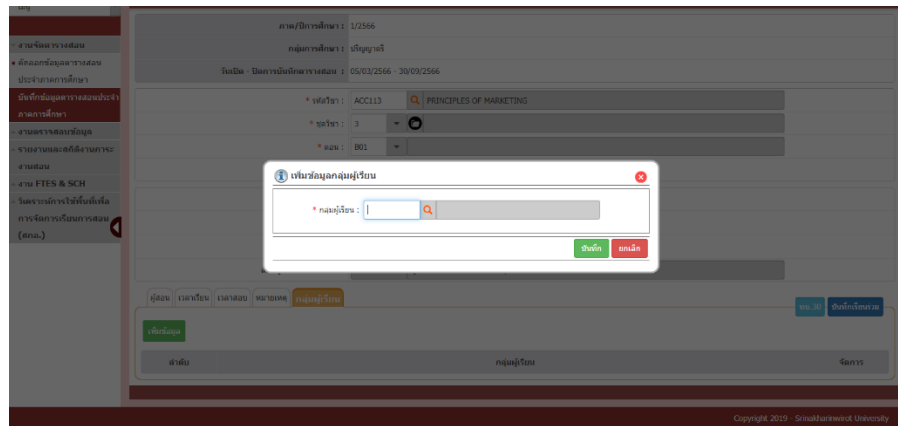 เมนู
ภาค/ปีการศึกษา : 1/2566
กลุ่มการศึกษา : ปริญญาตรี
วันเปิด - ปิดการบันทึกตารางสอน : 05/03/2566 - 30/09/2566
งานจัดตารางสอน
คัดลอกข้อมูลตารางสอน
ประจำภาคการศึกษา
บันทึกข้อมูลตารางสอนประจำ
ภาคการศึกษา
งานตรวจสอบข้อมูล
รายงานและสถิติงานภาระ
งานสอน
งาน FTES & SCH
วิเคราะห์การใช้พื้นที่เพื่อ
การจัดการเรียนการสอน
(สกอ.)
* รหัสวิชา : ACC113 PRINCIPLES OF MARKETING
* ชุดวิชา : 3
* ตอน : B01
เพิ่มข้อมูลกลุ่มผู้เรียน
* กลุ่มผู้เรียน :
บันทึก ยกเลิก
ผู้สอน เวลาเรียน เวลาสอบ หมายเหตุ กลุ่มผู้เรียน
ทบ.30 บันทึกเรียนรวม
เพิ่มข้อมูล
ลำดับ กลุ่มผู้เรียน จัดการ
Copyright 2019 - Srinakharinwirot University